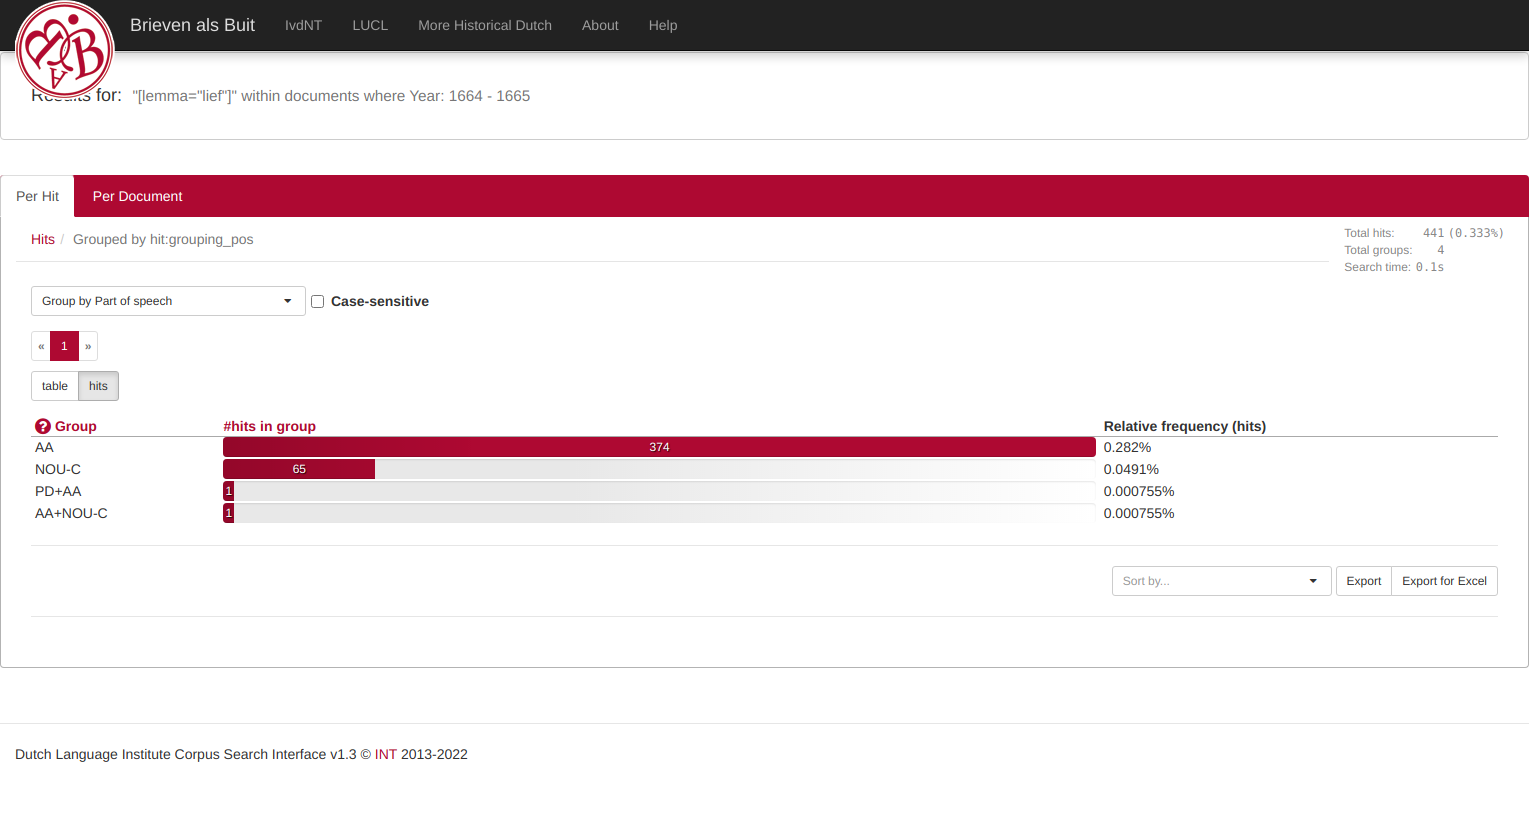 Brieven als Buit IvdNT LUCL More Historical Dutch About Help
Results for: "[lemma="lief"]" within documents where Year: 1664 - 1665
Per Hit Per Document
Hits / Grouped by hit:grouping_pos
Total hits: 441 (0.333%)
Total groups: 4
Search time: 0.1s
Group by Part of speech Case-sensitive
« 1 »
table hits
? Group #hits in group Relative frequency (hits)
AA 374 0.282%
NOU-C 65 0.0491%
PD+AA 1 0.000755%
AA+NOU-C 1 0.000755%
Sort by... Export Export for Excel
Dutch Language Institute Corpus Search Interface v1.3 © INT 2013-2022